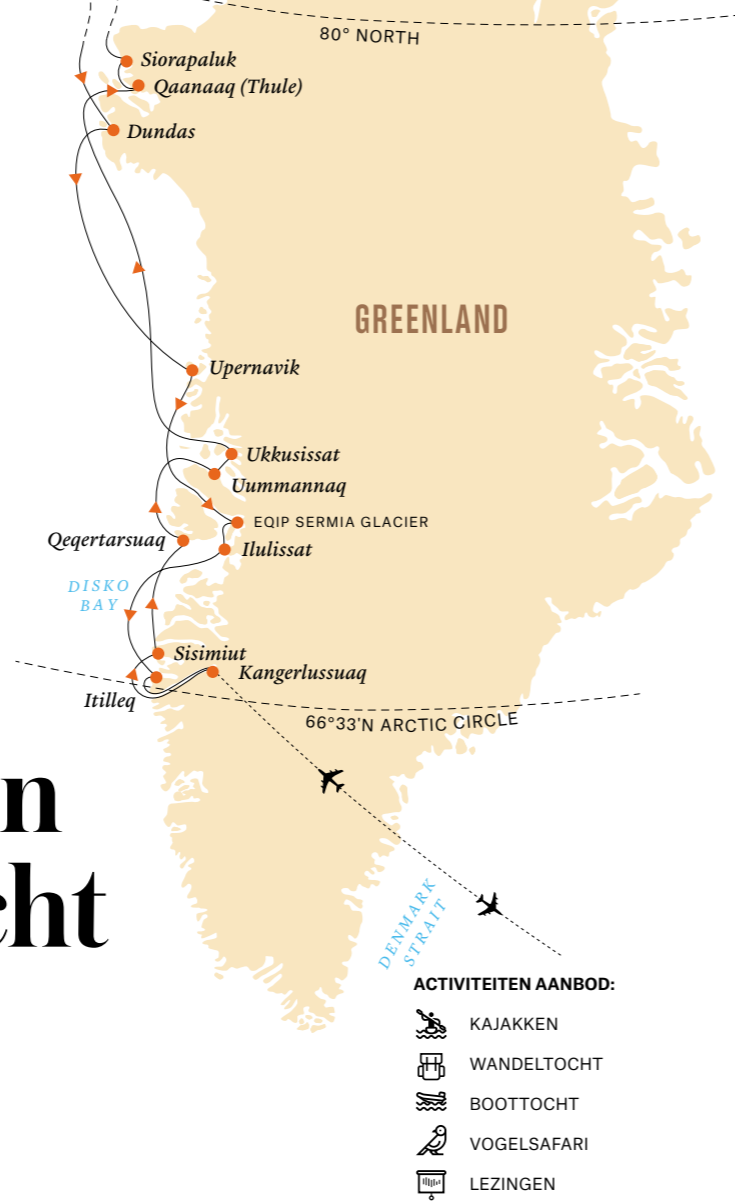 80° NORTH
Siorapaluk
Qaanaaq (Thule)
Dundas
GREENLAND
Upernavik
Ukkusissat
Uummannaq
EQIP SERMIA GLACIER
Qeqertarsuaq
Ilulissat
DISKO
BAY
Sisimiut
Kangerlussuaq
Itilleq
66°33'N ARCTIC CIRCLE
n
cht
DENMARK
STRAIT
ACTIVITEITEN AANBOD:
KAJAKKEN
WANDELTOCHT
BOOTTOCHT
VOGELSAFARI
LEZINGEN